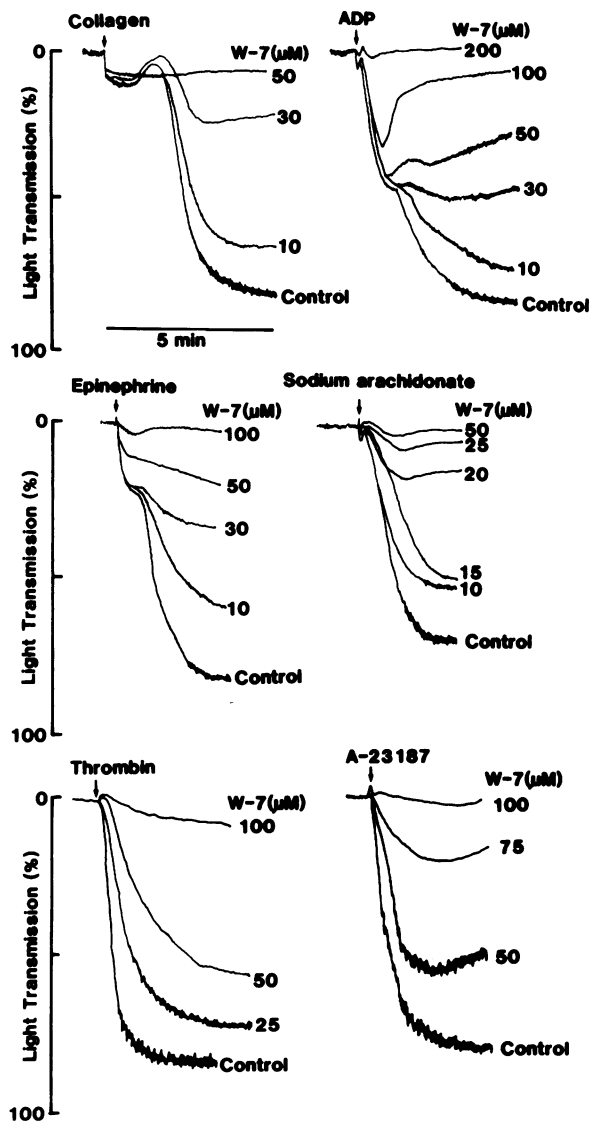 Collagen
W-7(μM)
0
50
30
10
Control
5 min
100
Light Transmission (%)
ADP
W-7(μM)
200
100
50
30
10
Control
Epinephrine
W-7(μM)
0
100
50
30
10
Control
100
Light Transmission (%)
Sodium arachidonate
W-7(μM)
50
25
20
15
10
Control
Thrombin
W-7(μM)
0
100
50
25
Control
100
Light Transmission (%)
A-23187
W-7(μM)
100
75
50
Control